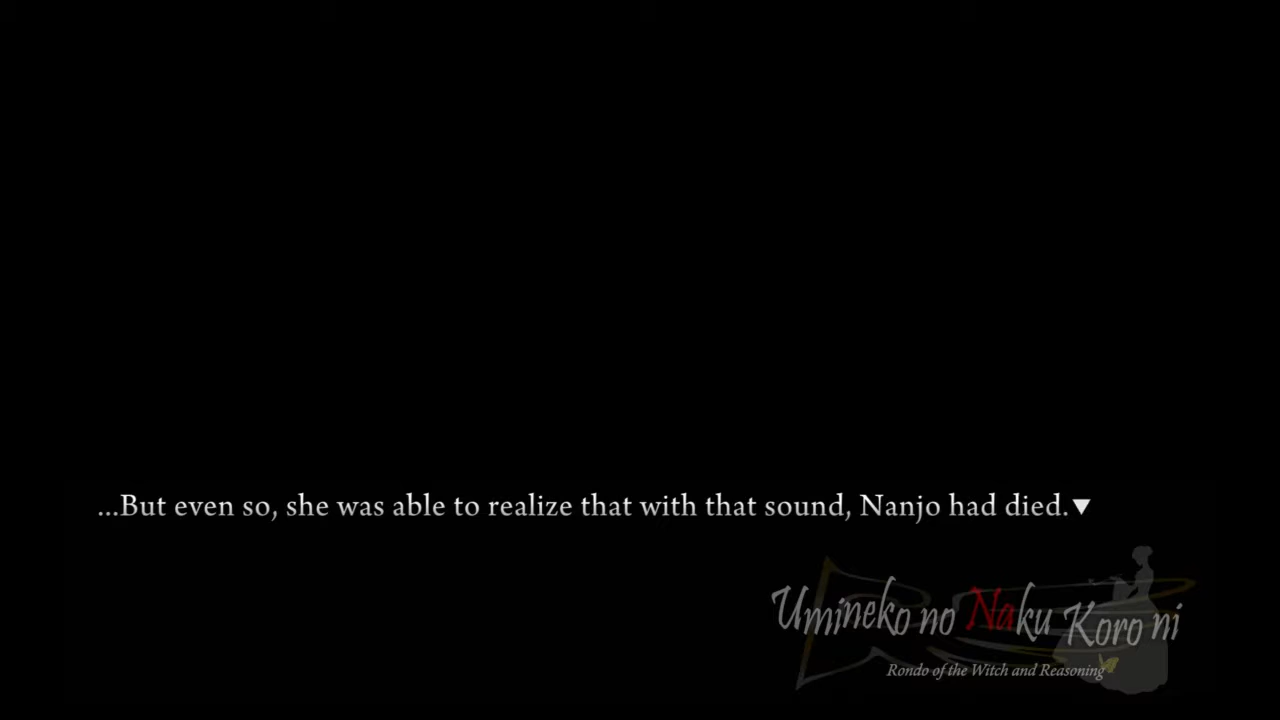 ...But even so, she was able to realize that with that sound, Nanjo had died.▼
Umineko no Naku Koro ni
Rondo of the Witch and Reasoning